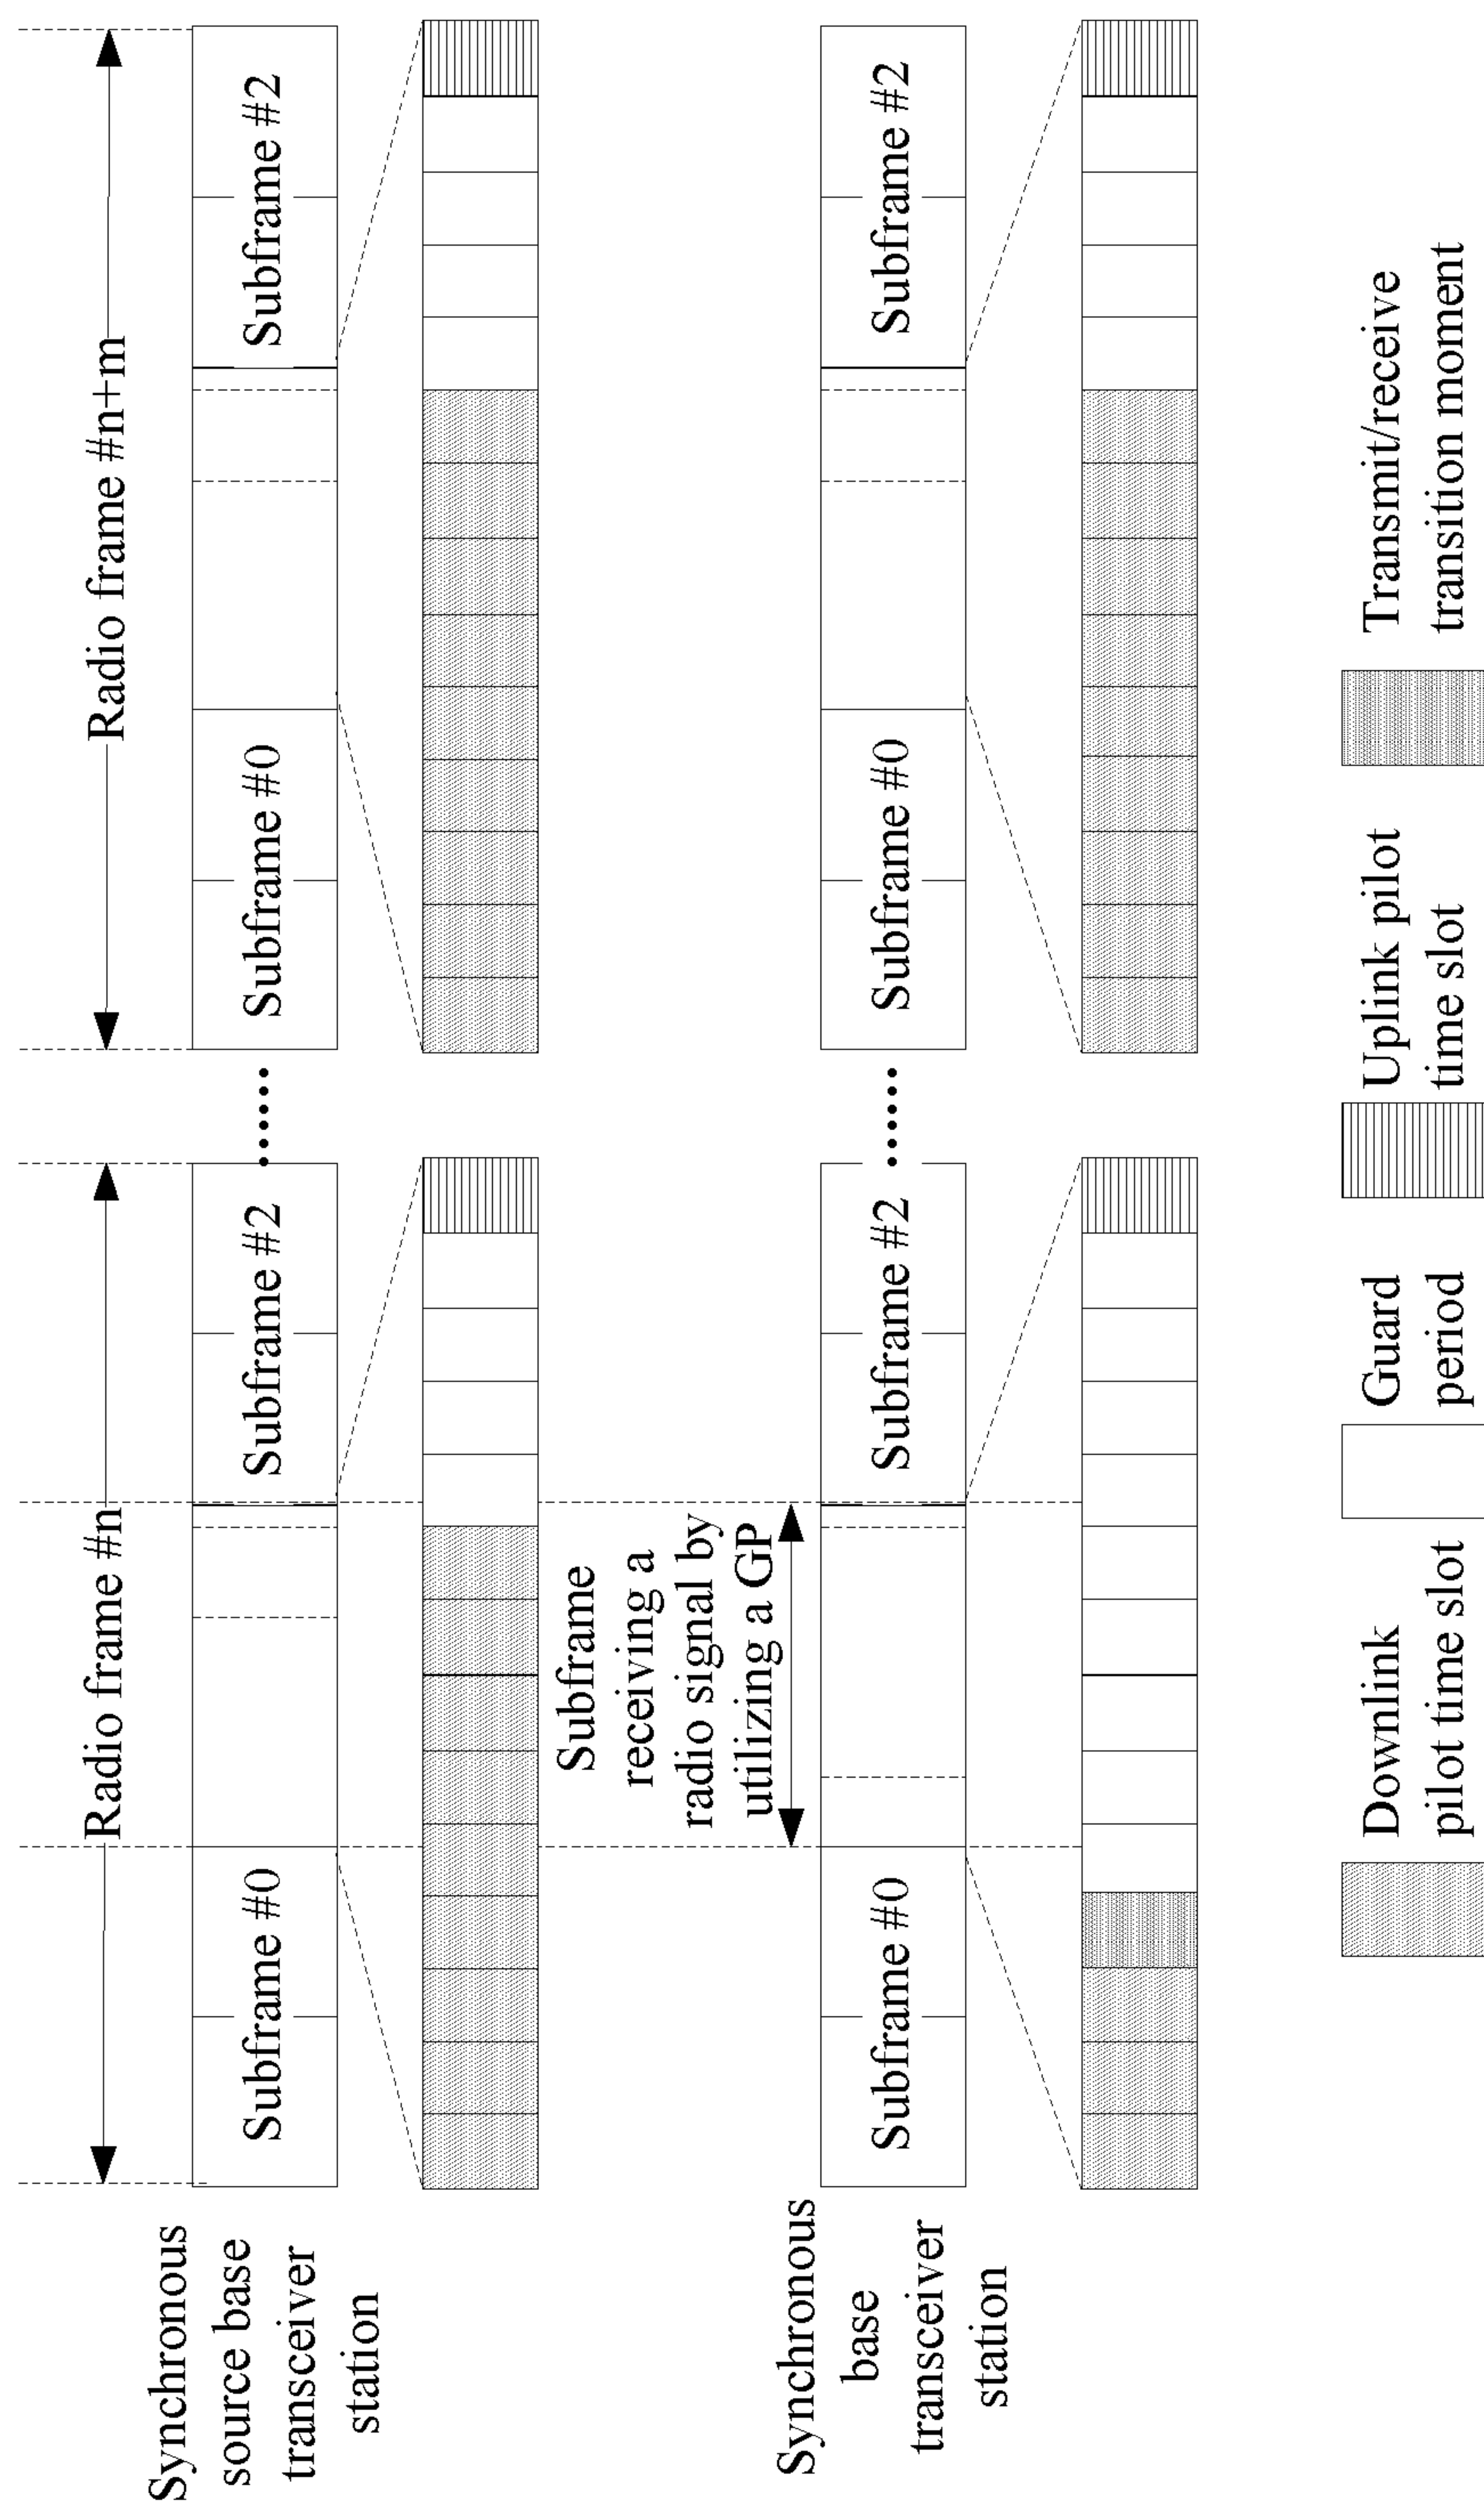 Radio frame #n
Radio frame #n+m
Synchronous
source base
transceiver
station
Subframe #0
Subframe #2
......
Subframe #0
Subframe #2
Subframe
receiving a
radio signal by
utilizing a GP
Synchronous
base
transceiver
station
Subframe #0
Subframe #2
......
Subframe #0
Subframe #2
Downlink
pilot time slot
Guard
period
Uplink pilot
time slot
Transmit/receive
transition moment